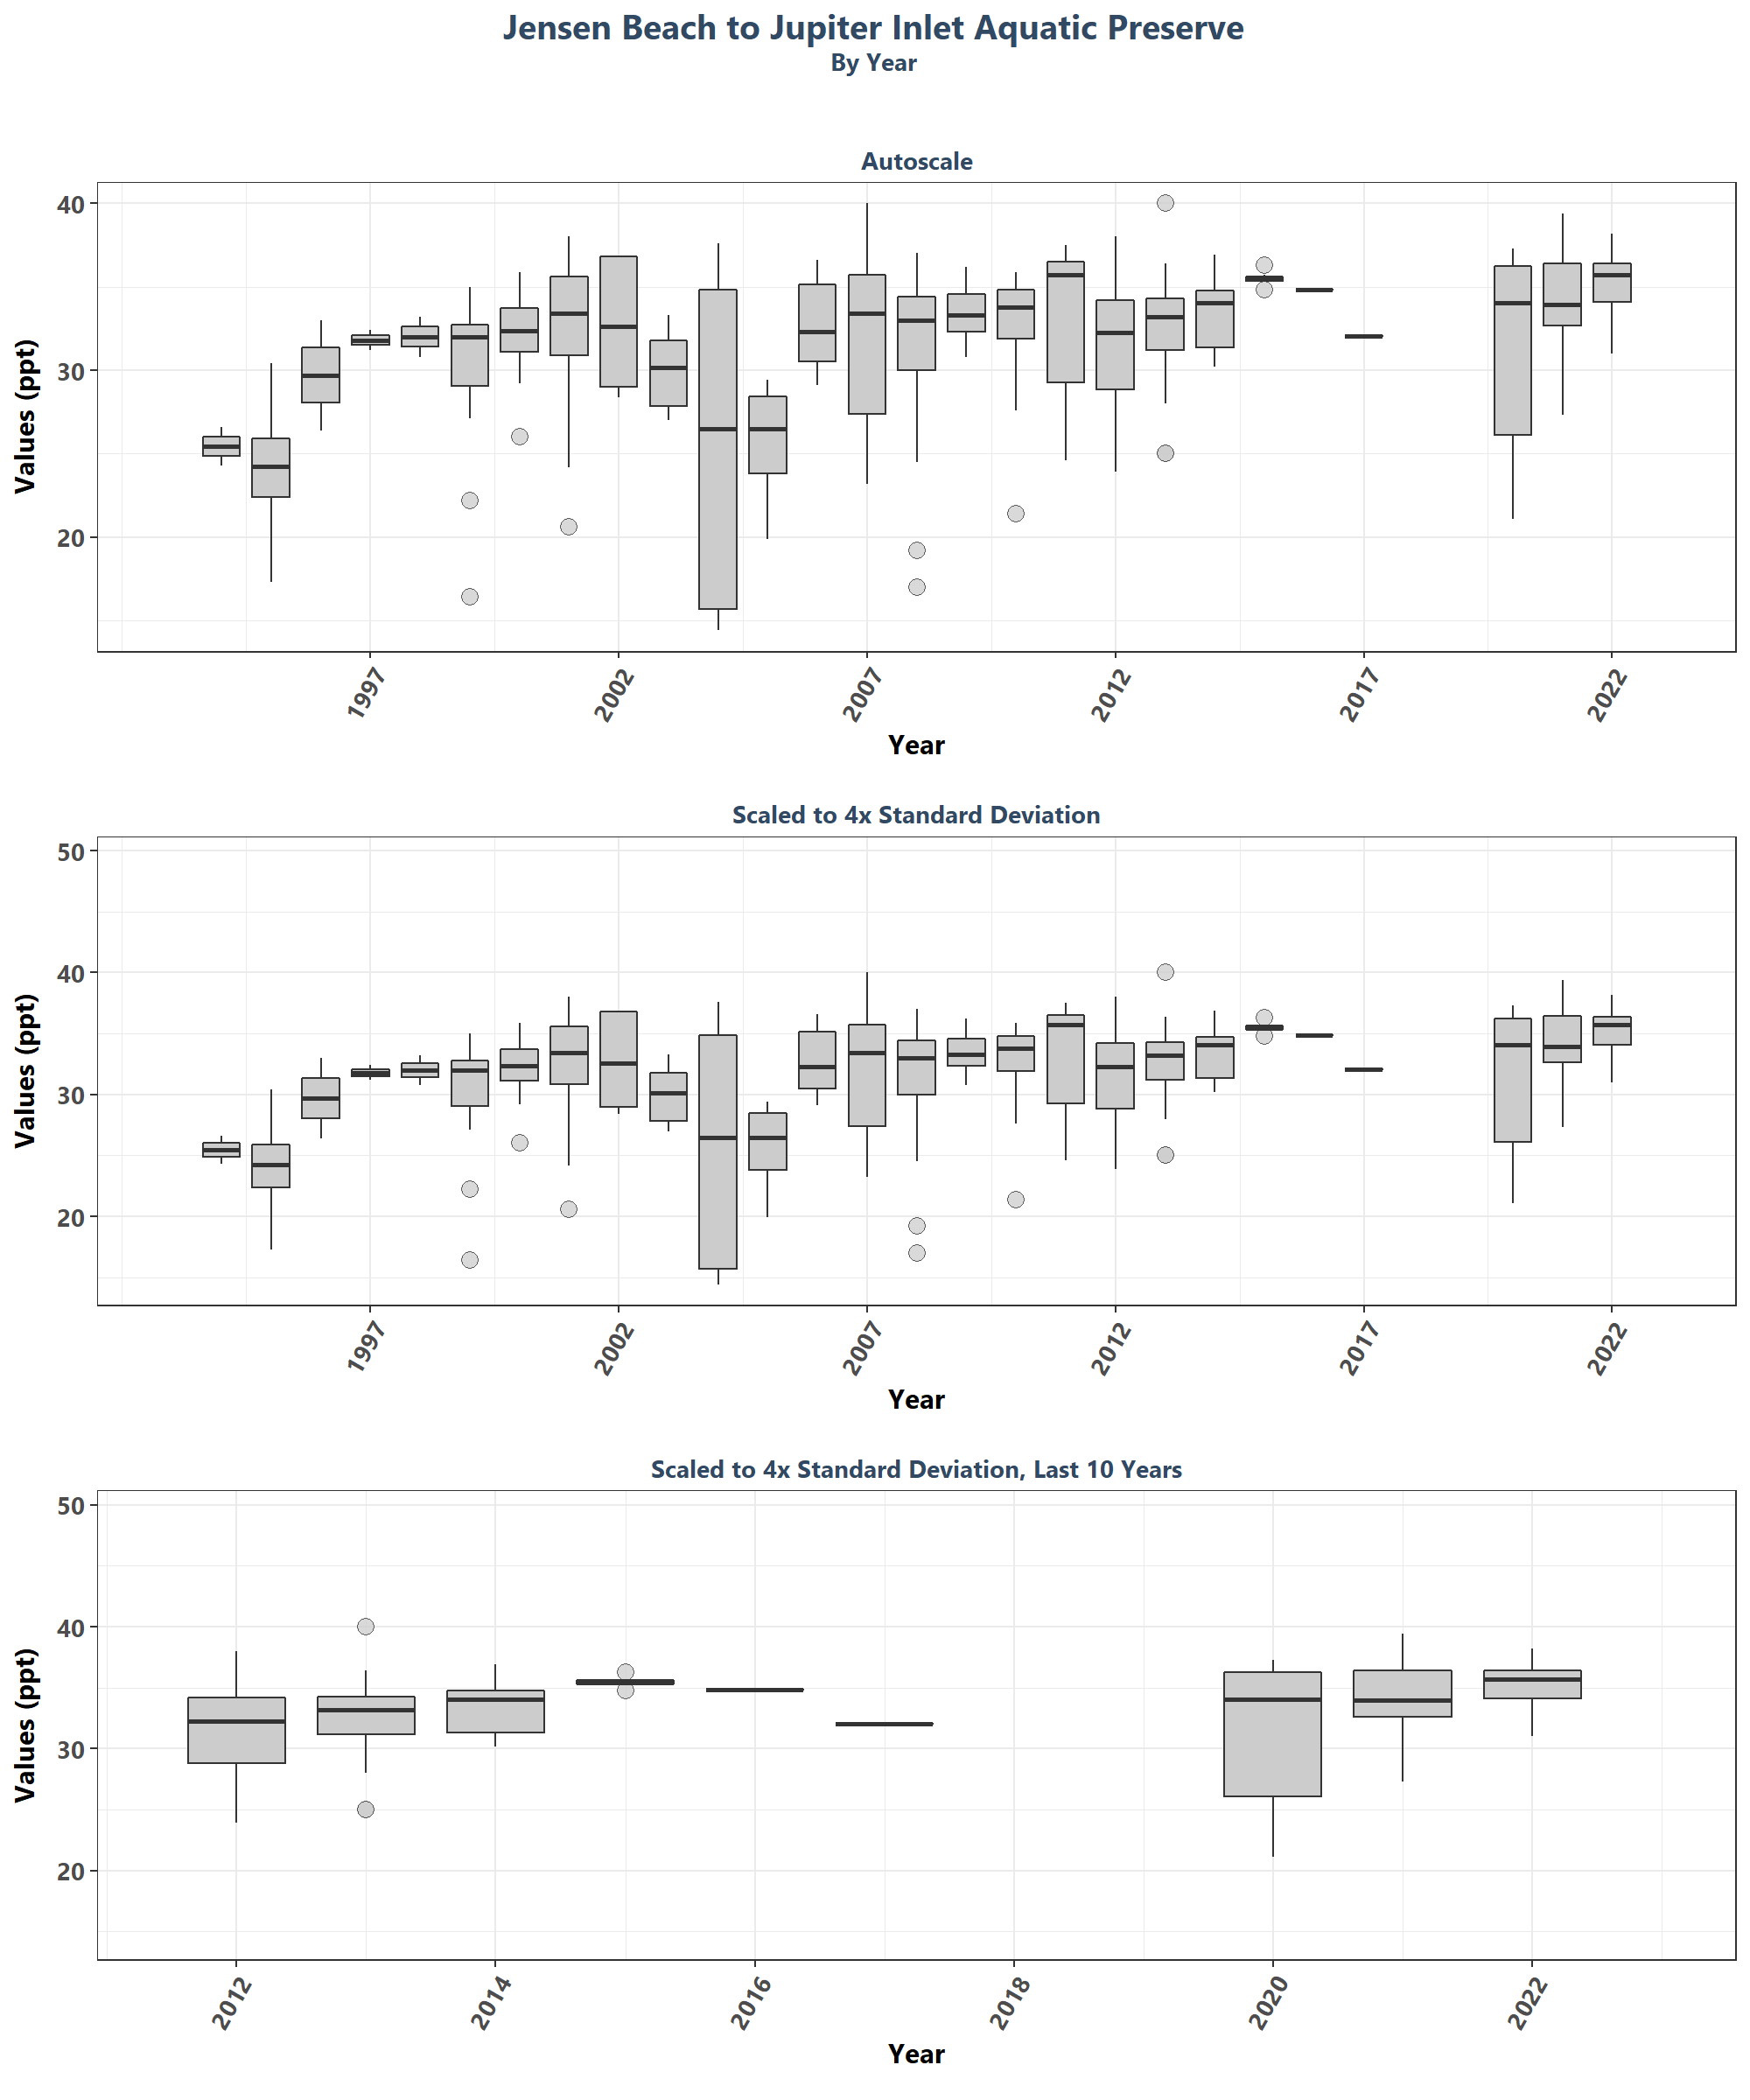 Jensen Beach to Jupiter Inlet Aquatic Preserve
By Year
Autoscale
Values (ppt)
40
30
20
1997
2002
2007
2012
2017
2022
Year
Scaled to 4x Standard Deviation
Values (ppt)
50
40
30
20
1997
2002
2007
2012
2017
2022
Year
Scaled to 4x Standard Deviation, Last 10 Years
Values (ppt)
50
40
30
20
2012
2014
2016
2018
2020
2022
Year